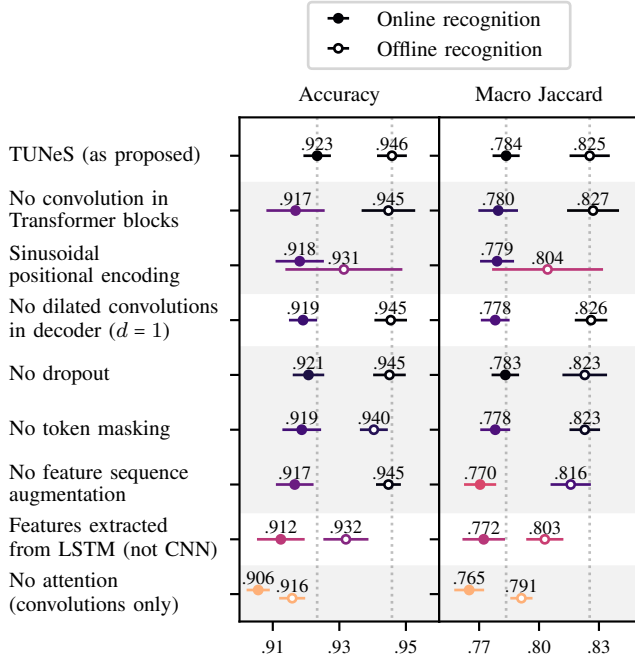 Online recognition
Offline recognition
Accuracy
Macro Jaccard
TUNeS (as proposed)
.923
.946
.784
.825
No convolution in
Transformer blocks
.917
.945
.780
.827
Sinusoidal
positional encoding
.918
.931
.779
.804
No dilated convolutions
in decoder (d = 1)
.919
.945
.778
.826
No dropout
.921
.945
.783
.823
No token masking
.919
.940
.778
.823
No feature sequence
augmentation
.917
.945
.770
.816
Features extracted
from LSTM (not CNN)
.912
.932
.772
.803
No attention
(convolutions only)
.906
.916
.765
.791
.91 .93 .95 .77 .80 .83